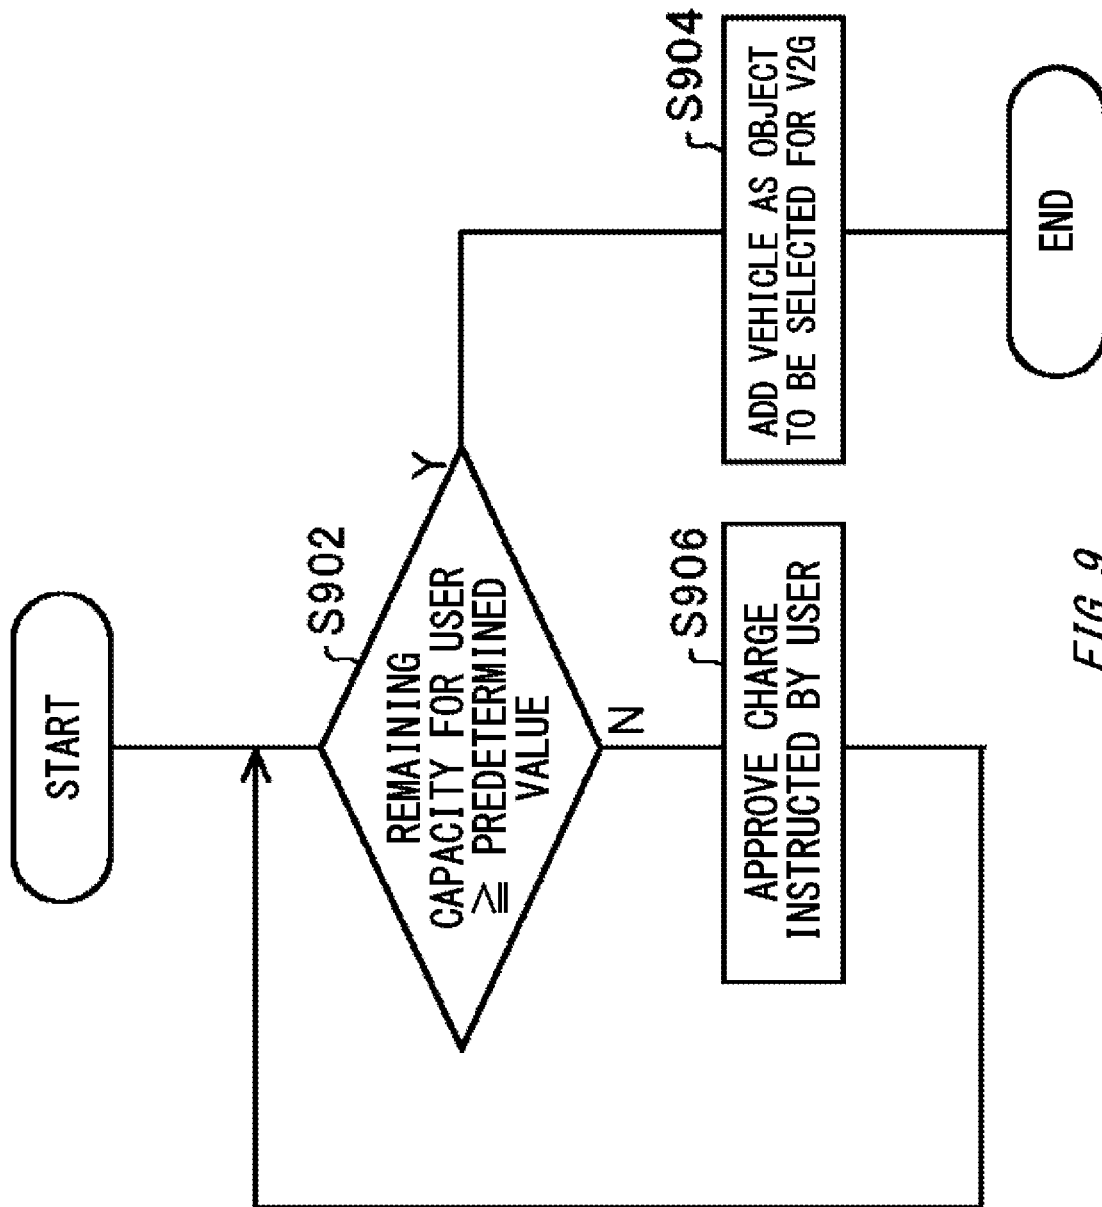 START
S902
REMAINING
CAPACITY FOR USER
≧ PREDETERMINED
VALUE
Y
N
S904
ADD VEHICLE AS OBJECT
TO BE SELECTED FOR V2G
S906
APPROVE CHARGE
INSTRUCTED BY USER
END
FIG. 9